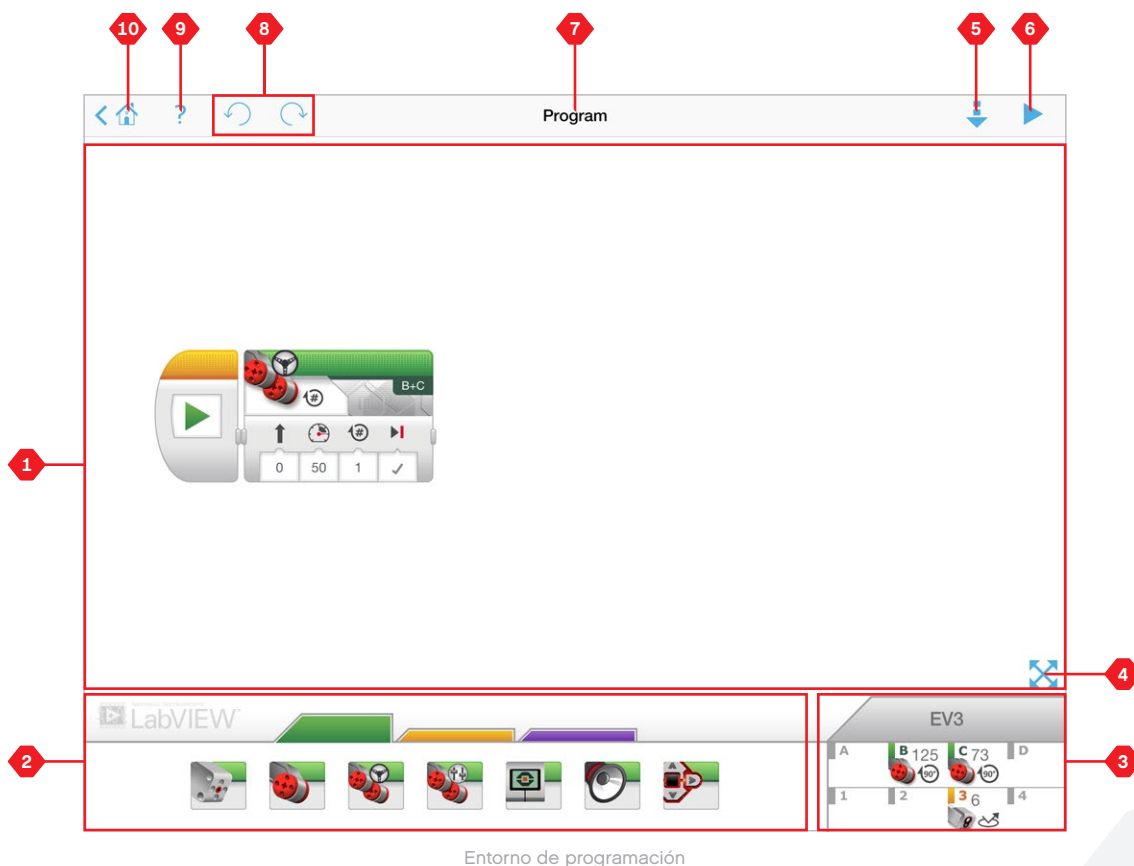 10 9 8 7 5 6
? Program
B+C
#
#
0 50 1
1
4
LabVIEW™
EV3
2
3
A B 125 C 73 D
90° 90°
1 2 3 6 4
Entorno de programación